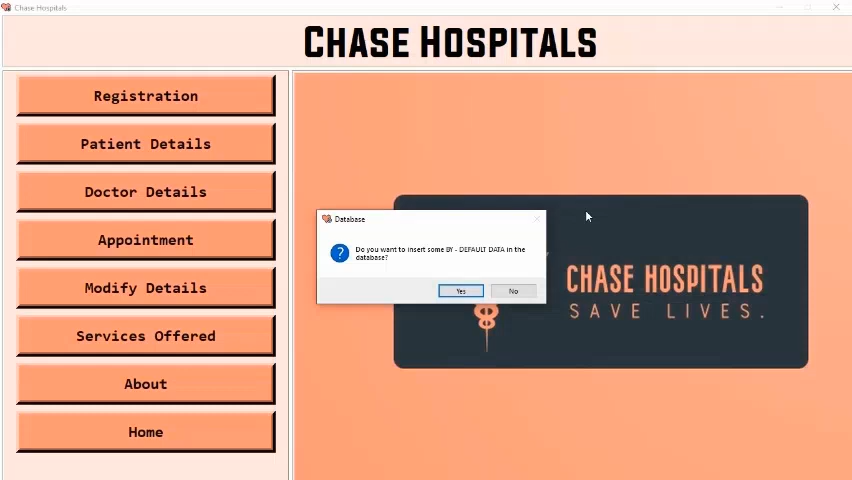 Chase Hospitals
CHASE HOSPITALS
Registration
Patient Details
Doctor Details
Appointment
Modify Details
Services Offered
About
Home
Database
Do you want to insert some BY - DEFAULT DATA in the
database?
Yes
No
CHASE HOSPITALS
SAVE LIVES.